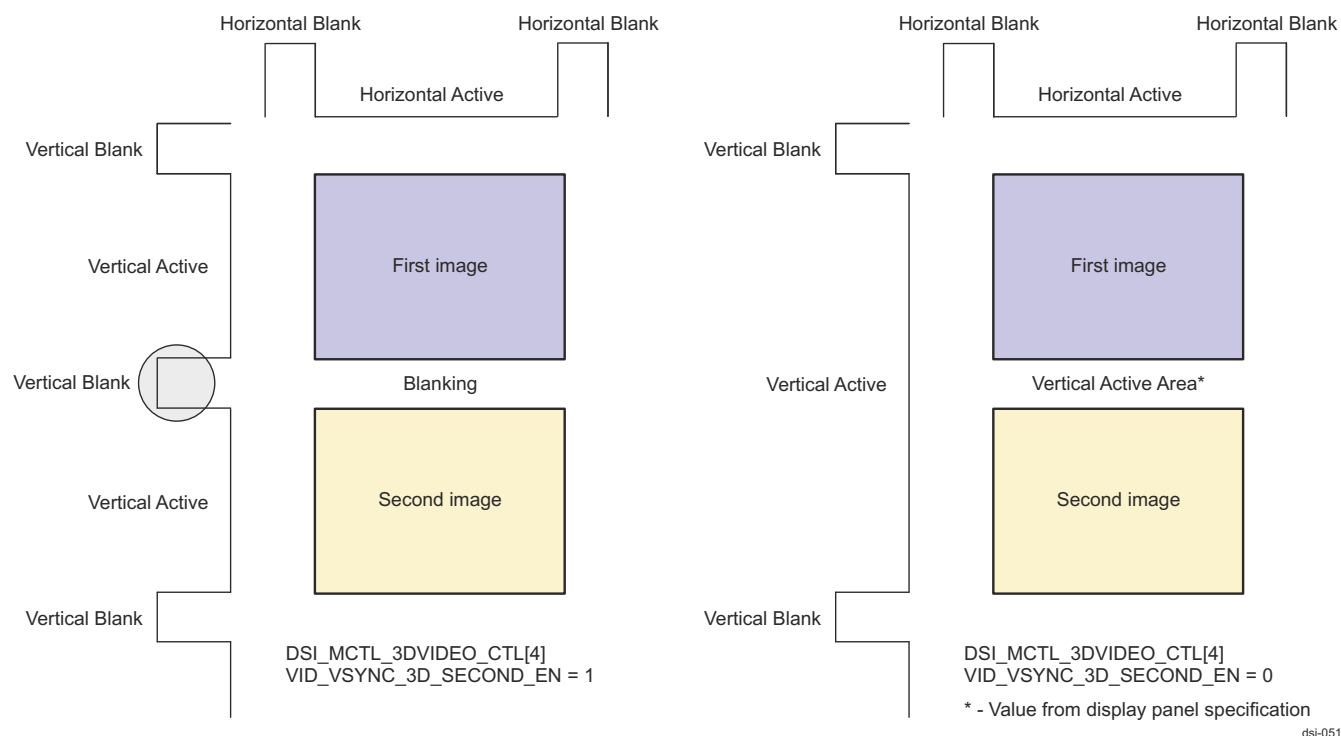 Horizontal Blank
Horizontal Blank
Horizontal Active
Vertical Blank
First image
Vertical Active
Vertical Blank
Blanking
Second image
Vertical Active
Vertical Blank
DSI_MCTL_3DVIDEO_CTL[4]
VID_VSYNC_3D_SECOND_EN = 1
Horizontal Blank
Horizontal Blank
Horizontal Active
Vertical Blank
First image
Vertical Active
Vertical Active Area*
Second image
Vertical Blank
DSI_MCTL_3DVIDEO_CTL[4]
VID_VSYNC_3D_SECOND_EN = 0
* - Value from display panel specification
dsi-051